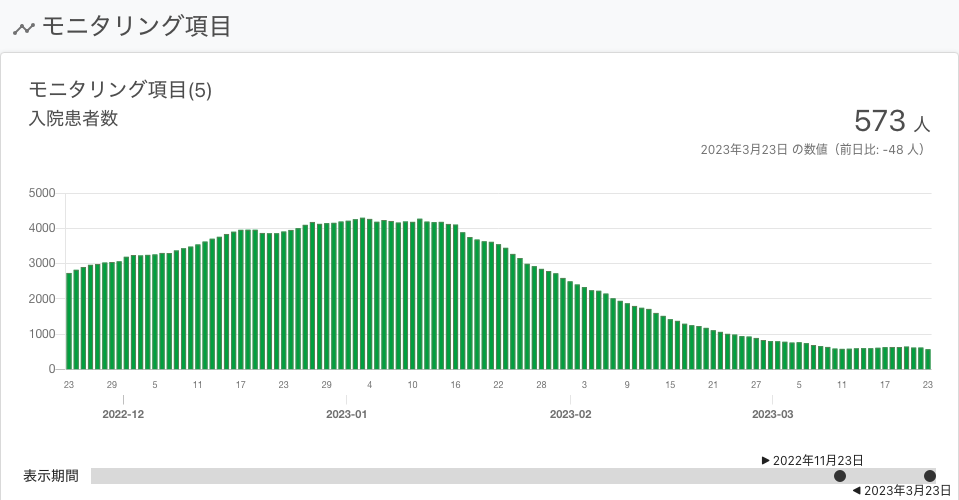 モニタリング項目
モニタリング項目(5)
入院患者数
573 人
2023年3月23日 の数値（前日比: -48 人）
5000
4000
3000
2000
1000
0
23 29 5 11 17 23 29 4 10 16 22 28 3 9 15 21 27 5 11 17 23
2022-12 2023-01 2023-02 2023-03
表示期間
▶ 2022年11月23日
◀ 2023年3月23日